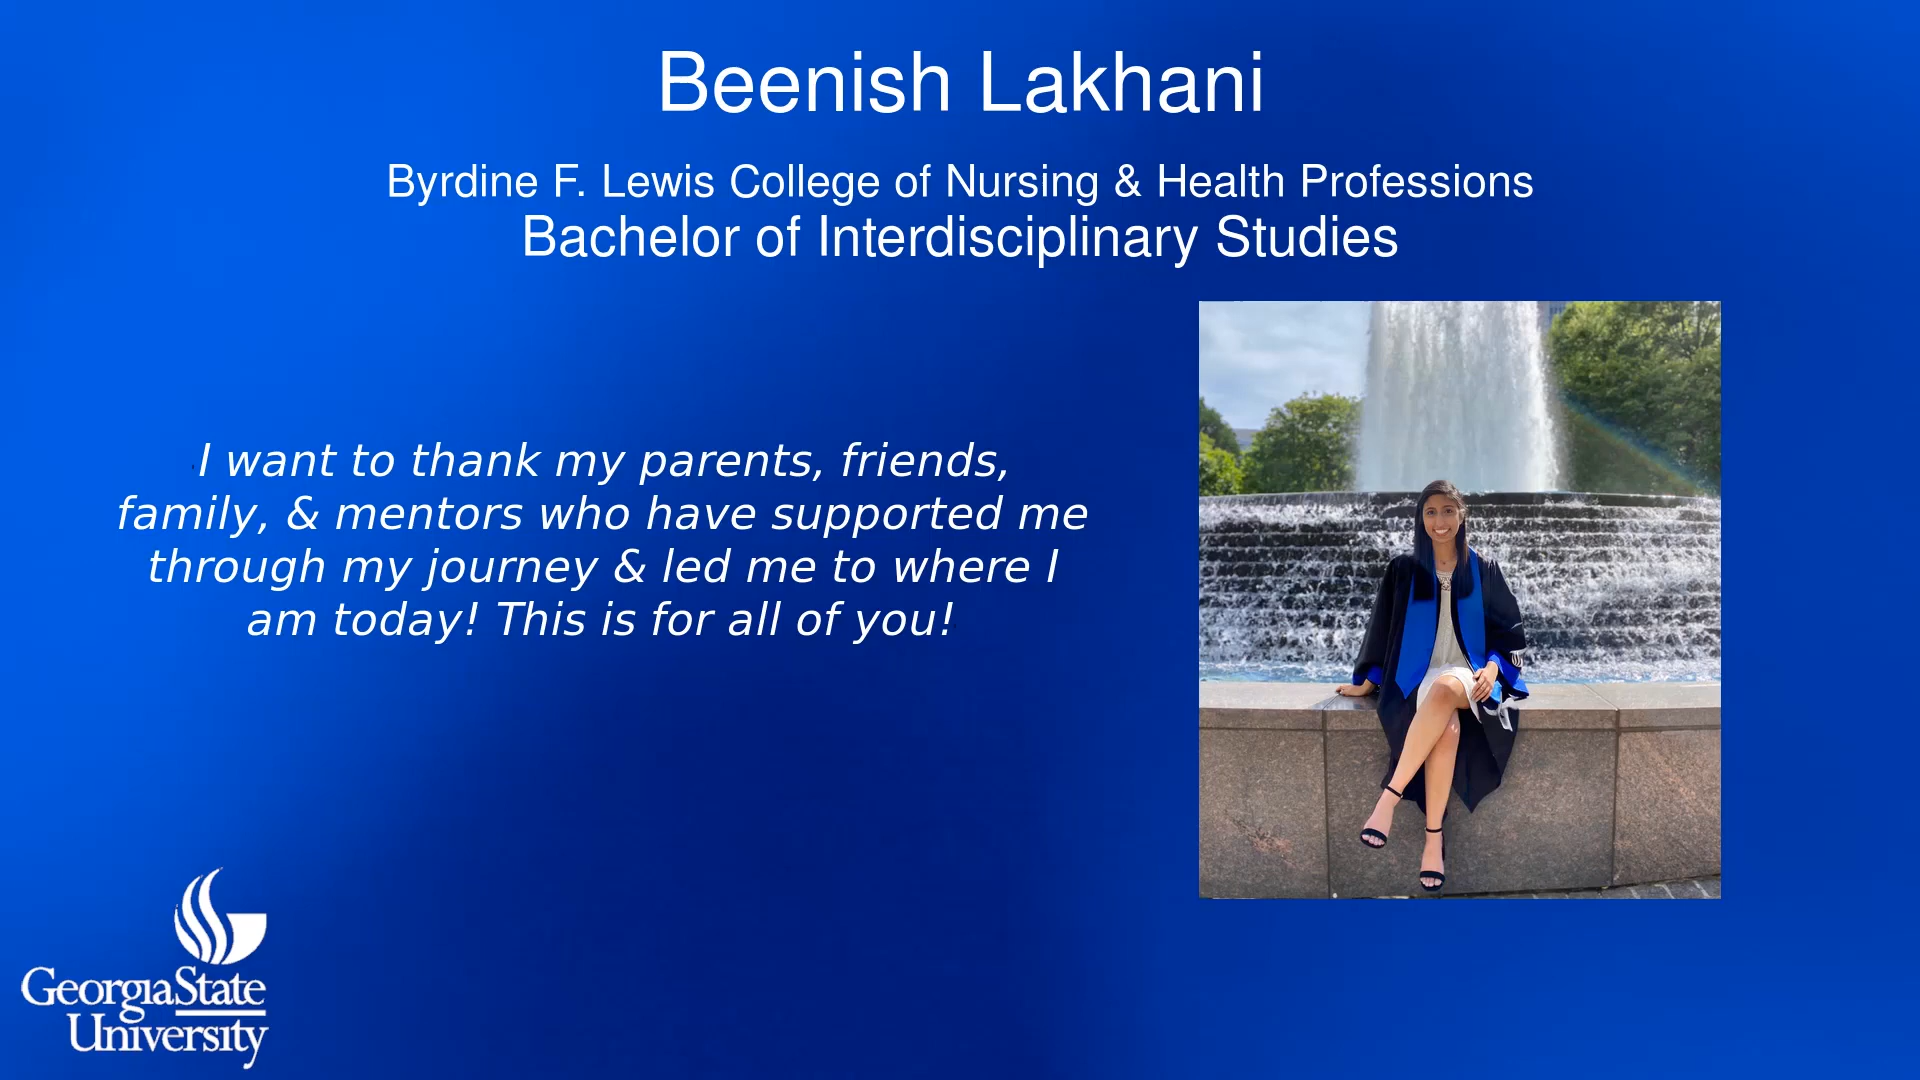 Beenish Lakhani
Byrdine F. Lewis College of Nursing & Health Professions
Bachelor of Interdisciplinary Studies
I want to thank my parents, friends,
family, & mentors who have supported me
through my journey & led me to where I
am today! This is for all of you!
GeorgiaState
University